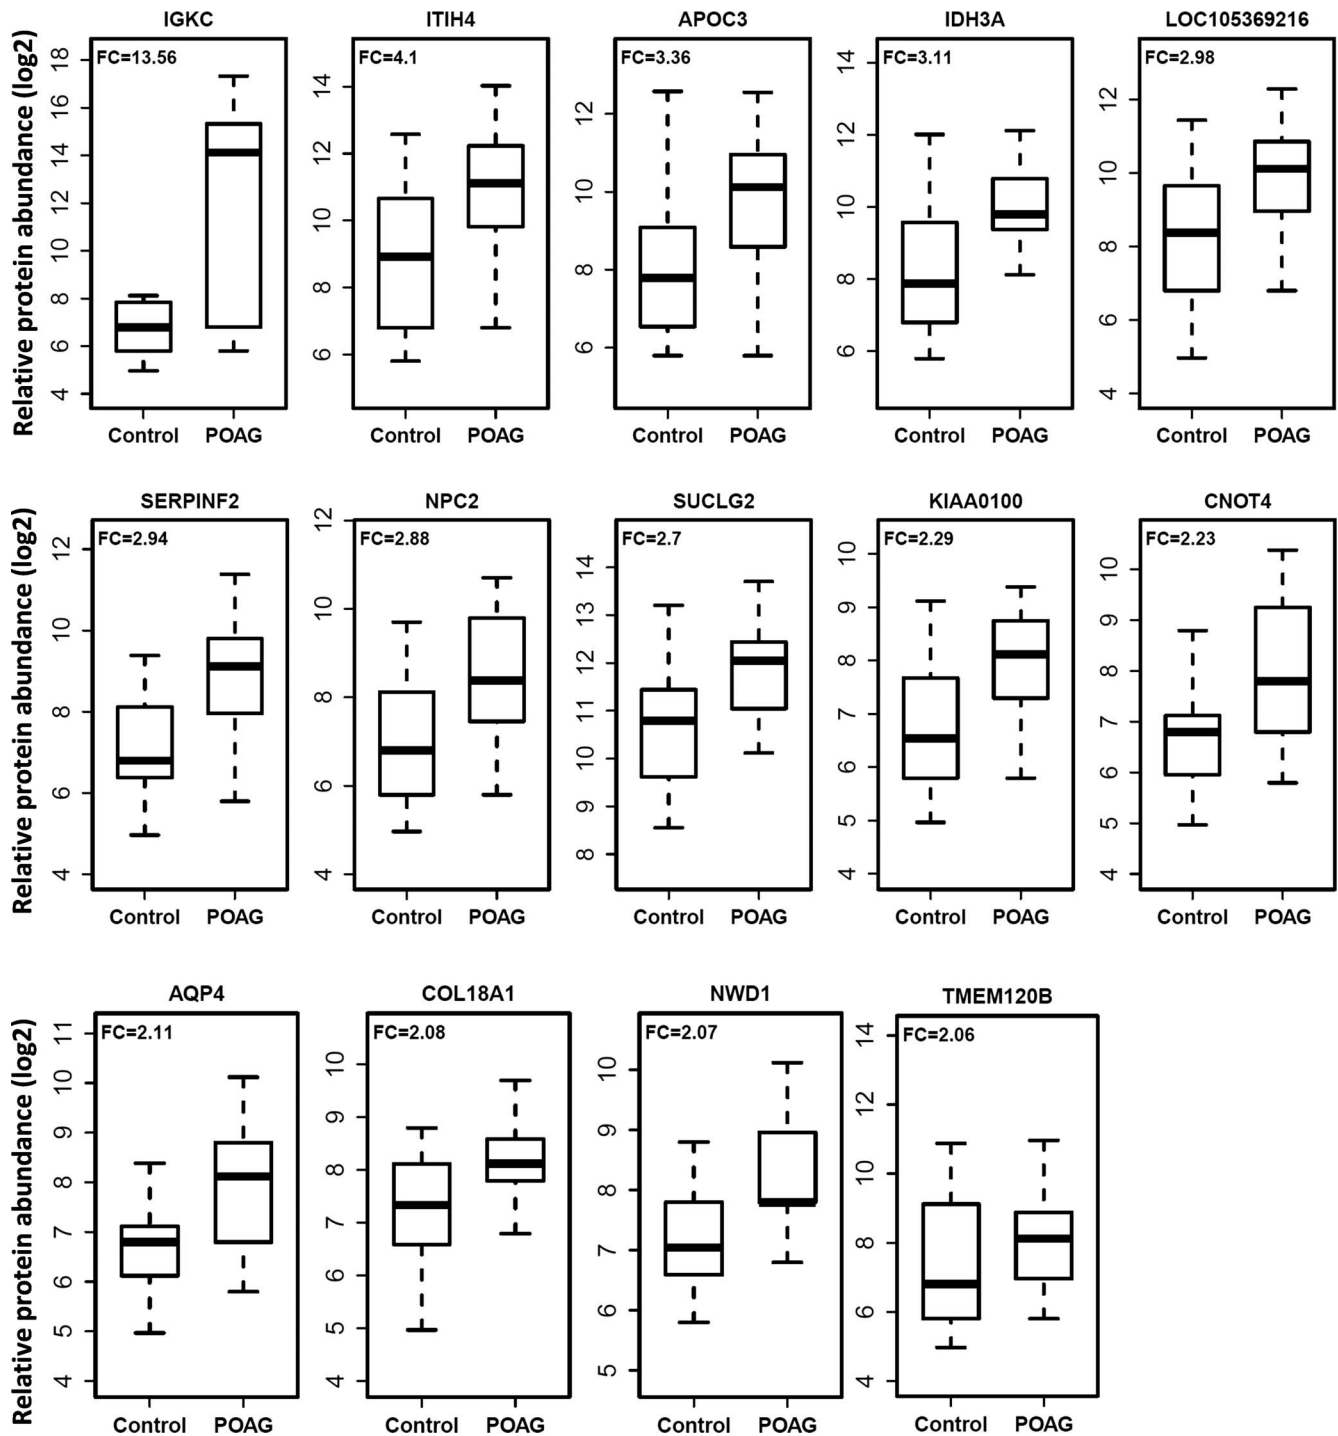 IGKC ITIH4 APOC3 IDH3A LOC105369216
FC=13.56 FC=4.1 FC=3.36 FC=3.11 FC=2.98
Relative protein abundance (log2)
18 16 14 12 10 8 6 4
14 12 10 8 6
12 10 8 6
14 12 10 8 6
12 10 8 6 4
Control POAG Control POAG Control POAG Control POAG Control POAG
SERPINF2 NPC2 SUCLG2 KIAA0100 CNOT4
FC=2.94 FC=2.88 FC=2.7 FC=2.29 FC=2.23
Relative protein abundance (log2)
12 10 8 6 4
12 10 8 6 4
14 13 12 11 10 9 8
10 9 8 7 6 5 4
10 9 8 7 6 5 4
Control POAG Control POAG Control POAG Control POAG Control POAG
AQP4 COL18A1 NWD1 TMEM120B
FC=2.11 FC=2.08 FC=2.07 FC=2.06
Relative protein abundance (log2)
11 10 9 8 7 6 5 4
10 9 8 7 6 5 4
10 9 8 7 6 5
14 12 10 8 6 4
Control POAG Control POAG Control POAG Control POAG